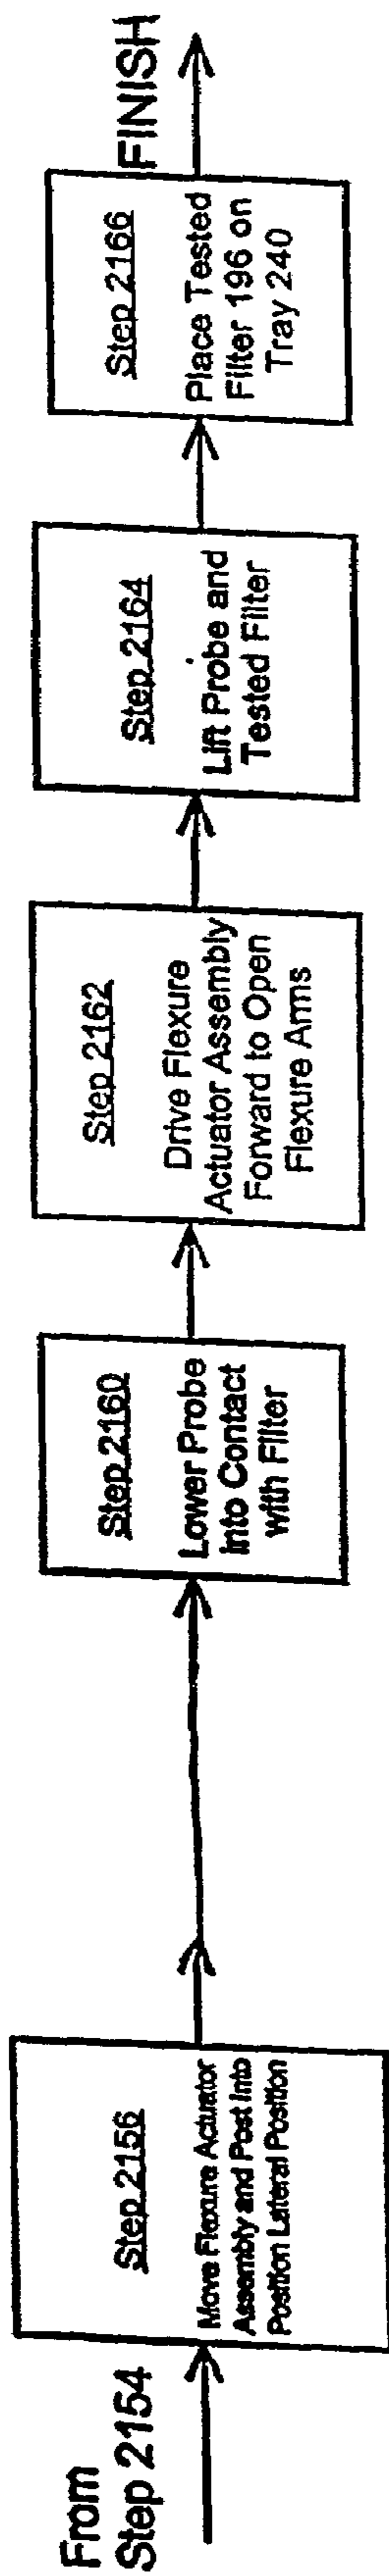 From
Step 2154
Step 2156
Move Flexure Actuator
Assembly and Post Into
Position Lateral Position
Step 2160
Lower Probe
Into Contact
with Filter
Step 2162
Drive Flexure
Actuator Assembly
Forward to Open
Flexure Arms
Step 2164
Lift Probe and
Tested Filter
Step 2166
Place Tested
Filter 196 on
Tray 240
FINISH